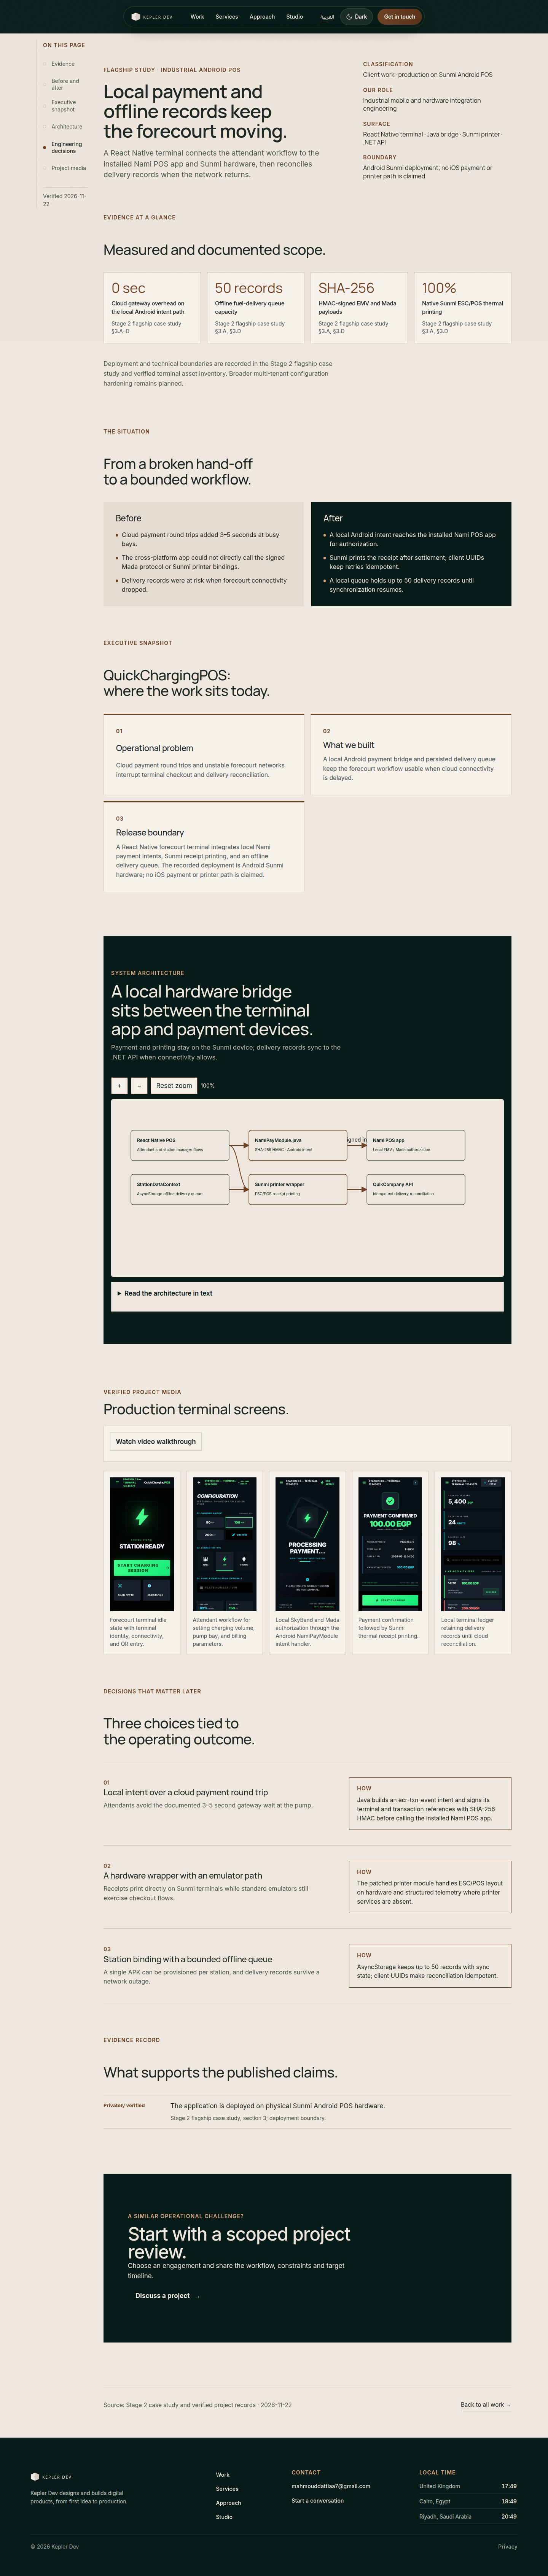 KEPLER DEV
Work
Services
Approach
Studio
العربية
Dark
Get in touch
ON THIS PAGE
Evidence
Before and
after
Executive
snapshot
Architecture
Engineering
decisions
Project media
Verified 2026-11-
22
FLAGSHIP STUDY · INDUSTRIAL ANDROID POS
Local payment and
offline records keep
the forecourt moving.
A React Native terminal connects the attendant workflow to the
installed Nami POS app and Sunmi hardware, then reconciles
delivery records when the network returns.
CLASSIFICATION
Client work · production on Sunmi Android POS
OUR ROLE
Industrial mobile and hardware integration
engineering
SURFACE
React Native terminal · Java bridge · Sunmi printer ·
.NET API
BOUNDARY
Android Sunmi deployment; no iOS payment or
printer path is claimed.
EVIDENCE AT A GLANCE
Measured and documented scope.
0 sec
Cloud gateway overhead on
the local Android intent path
Stage 2 flagship case study
§3.A–D
50 records
Offline fuel-delivery queue
capacity
Stage 2 flagship case study
§3.A, §3.D
SHA-256
HMAC-signed EMV and Mada
payloads
Stage 2 flagship case study
§3.A, §3.D
100%
Native Sunmi ESC/POS thermal
printing
Stage 2 flagship case study
§3.A, §3.D
Deployment and technical boundaries are recorded in the Stage 2 flagship case
study and verified terminal asset inventory. Broader multi-tenant configuration
hardening remains planned.
THE SITUATION
From a broken hand-off
to a bounded workflow.
Before
Cloud payment round trips added 3–5 seconds at busy
bays.
The cross-platform app could not directly call the signed
Mada protocol or Sunmi printer bindings.
Delivery records were at risk when forecourt connectivity
dropped.
After
A local Android intent reaches the installed Nami POS app
for authorization.
Sunmi prints the receipt after settlement; client UUIDs
keep retries idempotent.
A local queue holds up to 50 delivery records until
synchronization resumes.
EXECUTIVE SNAPSHOT
QuickChargingPOS:
where the work sits today.
01
Operational problem
Cloud payment round trips and unstable forecourt networks
interrupt terminal checkout and delivery reconciliation.
02
What we built
A local Android payment bridge and persisted delivery queue
keep the forecourt workflow usable when cloud connectivity
is delayed.
03
Release boundary
A React Native forecourt terminal integrates local Nami
payment intents, Sunmi receipt printing, and an offline
delivery queue. The recorded deployment is Android Sunmi
hardware; no iOS payment or printer path is claimed.
SYSTEM ARCHITECTURE
A local hardware bridge
sits between the terminal
app and payment devices.
Payment and printing stay on the Sunmi device; delivery records sync to the
.NET API when connectivity allows.
+
−
Reset zoom
100%
React Native POS
Attendant and station manager flows
NamiPayModule.java
SHA-256 HMAC · Android intent
igned in
Nami POS app
Local EMV / Mada authorization
StationDataContext
AsyncStorage offline delivery queue
Sunmi printer wrapper
ESC/POS receipt printing
QuikCompany API
Idempotent delivery reconciliation
Read the architecture in text
VERIFIED PROJECT MEDIA
Production terminal screens.
Watch video walkthrough
STATION READY
START CHARGING
SESSION
CONFIGURATION
PROCESSING
PAYMENT...
PAYMENT CONFIRMED
100.00 EGP
5,400
24
98
Forecourt terminal idle
state with terminal
identity, connectivity,
and QR entry.
Attendant workflow for
setting charging volume,
pump bay, and billing
parameters.
Local SkyBand and Mada
authorization through the
Android NamiPayModule
intent handler.
Payment confirmation
followed by Sunmi
thermal receipt printing.
Local terminal ledger
retaining delivery
records until cloud
reconciliation.
DECISIONS THAT MATTER LATER
Three choices tied to
the operating outcome.
01
Local intent over a cloud payment round trip
Attendants avoid the documented 3–5 second gateway wait at the pump.
HOW
Java builds an ecr-txn-event intent and signs its
terminal and transaction references with SHA-256
HMAC before calling the installed Nami POS app.
02
A hardware wrapper with an emulator path
Receipts print directly on Sunmi terminals while standard emulators still
exercise checkout flows.
HOW
The patched printer module handles ESC/POS layout
on hardware and structured telemetry where printer
services are absent.
03
Station binding with a bounded offline queue
A single APK can be provisioned per station, and delivery records survive a
network outage.
HOW
AsyncStorage keeps up to 50 records with sync
state; client UUIDs make reconciliation idempotent.
EVIDENCE RECORD
What supports the published claims.
Privately verified
The application is deployed on physical Sunmi Android POS hardware.
Stage 2 flagship case study, section 3; deployment boundary.
A SIMILAR OPERATIONAL CHALLENGE?
Start with a scoped project
review.
Choose an engagement and share the workflow, constraints and target
timeline.
Discuss a project →
Source: Stage 2 case study and verified project records · 2026-11-22
Back to all work →
KEPLER DEV
Kepler Dev designs and builds digital
products, from first idea to production.
Work
Services
Approach
Studio
CONTACT
mahmouddattiaa7@gmail.com
Start a conversation
LOCAL TIME
United Kingdom 17:49
Cairo, Egypt 19:49
Riyadh, Saudi Arabia 20:49
© 2026 Kepler Dev
Privacy